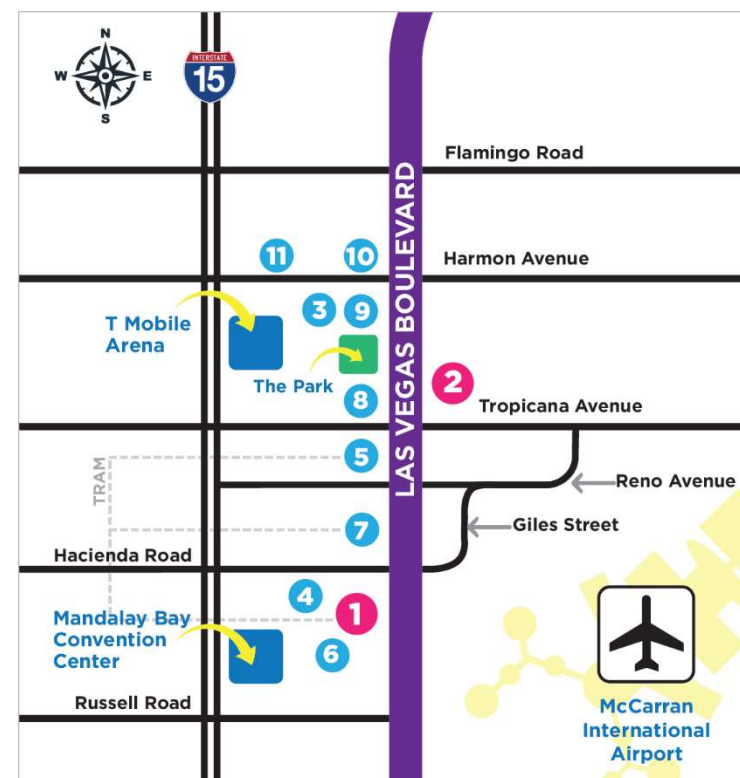 N
W E
S
INTERSTATE
15
Flamingo Road
LAS VEGAS BOULEVARD
11
10
Harmon Avenue
3
9
T Mobile
Arena
The Park
2
8
Tropicana Avenue
5
TRAM
Reno Avenue
7
Giles Street
Hacienda Road
4
1
Mandalay Bay
Convention
Center
6
Russell Road
McCarran
International
Airport